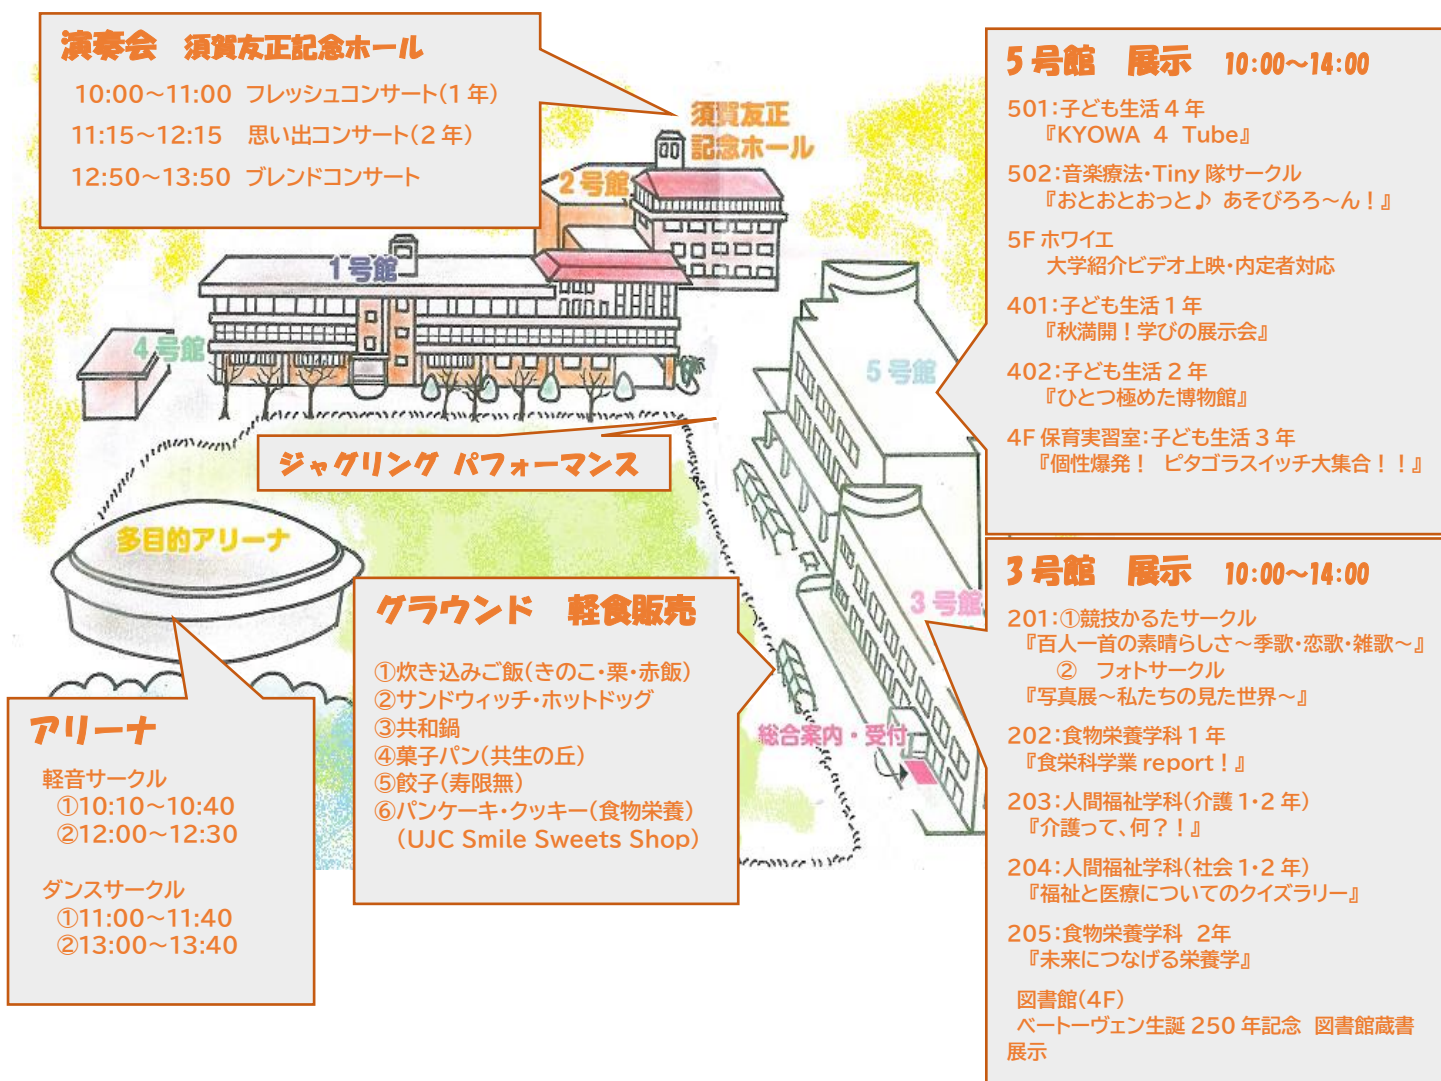 演奏会 須賀友正記念ホール
10:00～11:00 フレッシュコンサート(1年)
11:15～12:15 思い出コンサート(2年)
12:50～13:50 ブレンドコンサート
須賀友正
記念ホール
2号館
1号館
4号館
5号館
ジャグリング パフォーマンス
多目的アリーナ
3号館
総合案内・受付
アリーナ
軽音サークル
①10:10～10:40
②12:00～12:30
ダンスサークル
①11:00～11:40
②13:00～13:40
グラウンド 軽食販売
①炊き込みご飯(きのこ・栗・赤飯)
②サンドウィッチ・ホットドッグ
③共和鍋
④菓子パン(共生の丘)
⑤餃子(寿限無)
⑥パンケーキ・クッキー(食物栄養)
(UJC Smile Sweets Shop)
5号館 展示 10:00～14:00
501:子ども生活4年
『KYOWA 4 Tube』
502:音楽療法・Tiny隊サークル
『おとおとおっと♪ あそびろろ～ん！』
5Fホワイエ
大学紹介ビデオ上映・内定者対応
401:子ども生活1年
『秋満開！学びの展示会』
402:子ども生活2年
『ひとつ極めた博物館』
4F保育実習室:子ども生活3年
『個性爆発！ ピタゴラスイッチ大集合！！』
3号館 展示 10:00～14:00
201:①競技かるたサークル
『百人一首の素晴らしさ～季歌・恋歌・雑歌～』
② フォトサークル
『写真展～私たちの見た世界～』
202:食物栄養学科1年
『食栄科学業report！』
203:人間福祉学科(介護1・2年)
『介護って、何？！』
204:人間福祉学科(社会1・2年)
『福祉と医療についてのクイズラリー』
205:食物栄養学科 2年
『未来につなげる栄養学』
図書館(4F)
ベートーヴェン生誕250年記念 図書館蔵書
展示